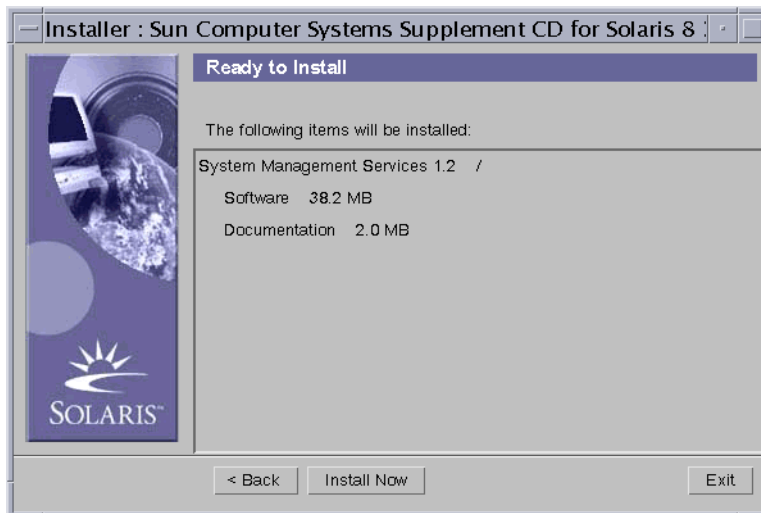 Installer : Sun Computer Systems Supplement CD for Solaris 8
Ready to Install
The following items will be installed:
System Management Services 1.2 /
Software 38.2 MB
Documentation 2.0 MB
SOLARIS™
< Back
Install Now
Exit